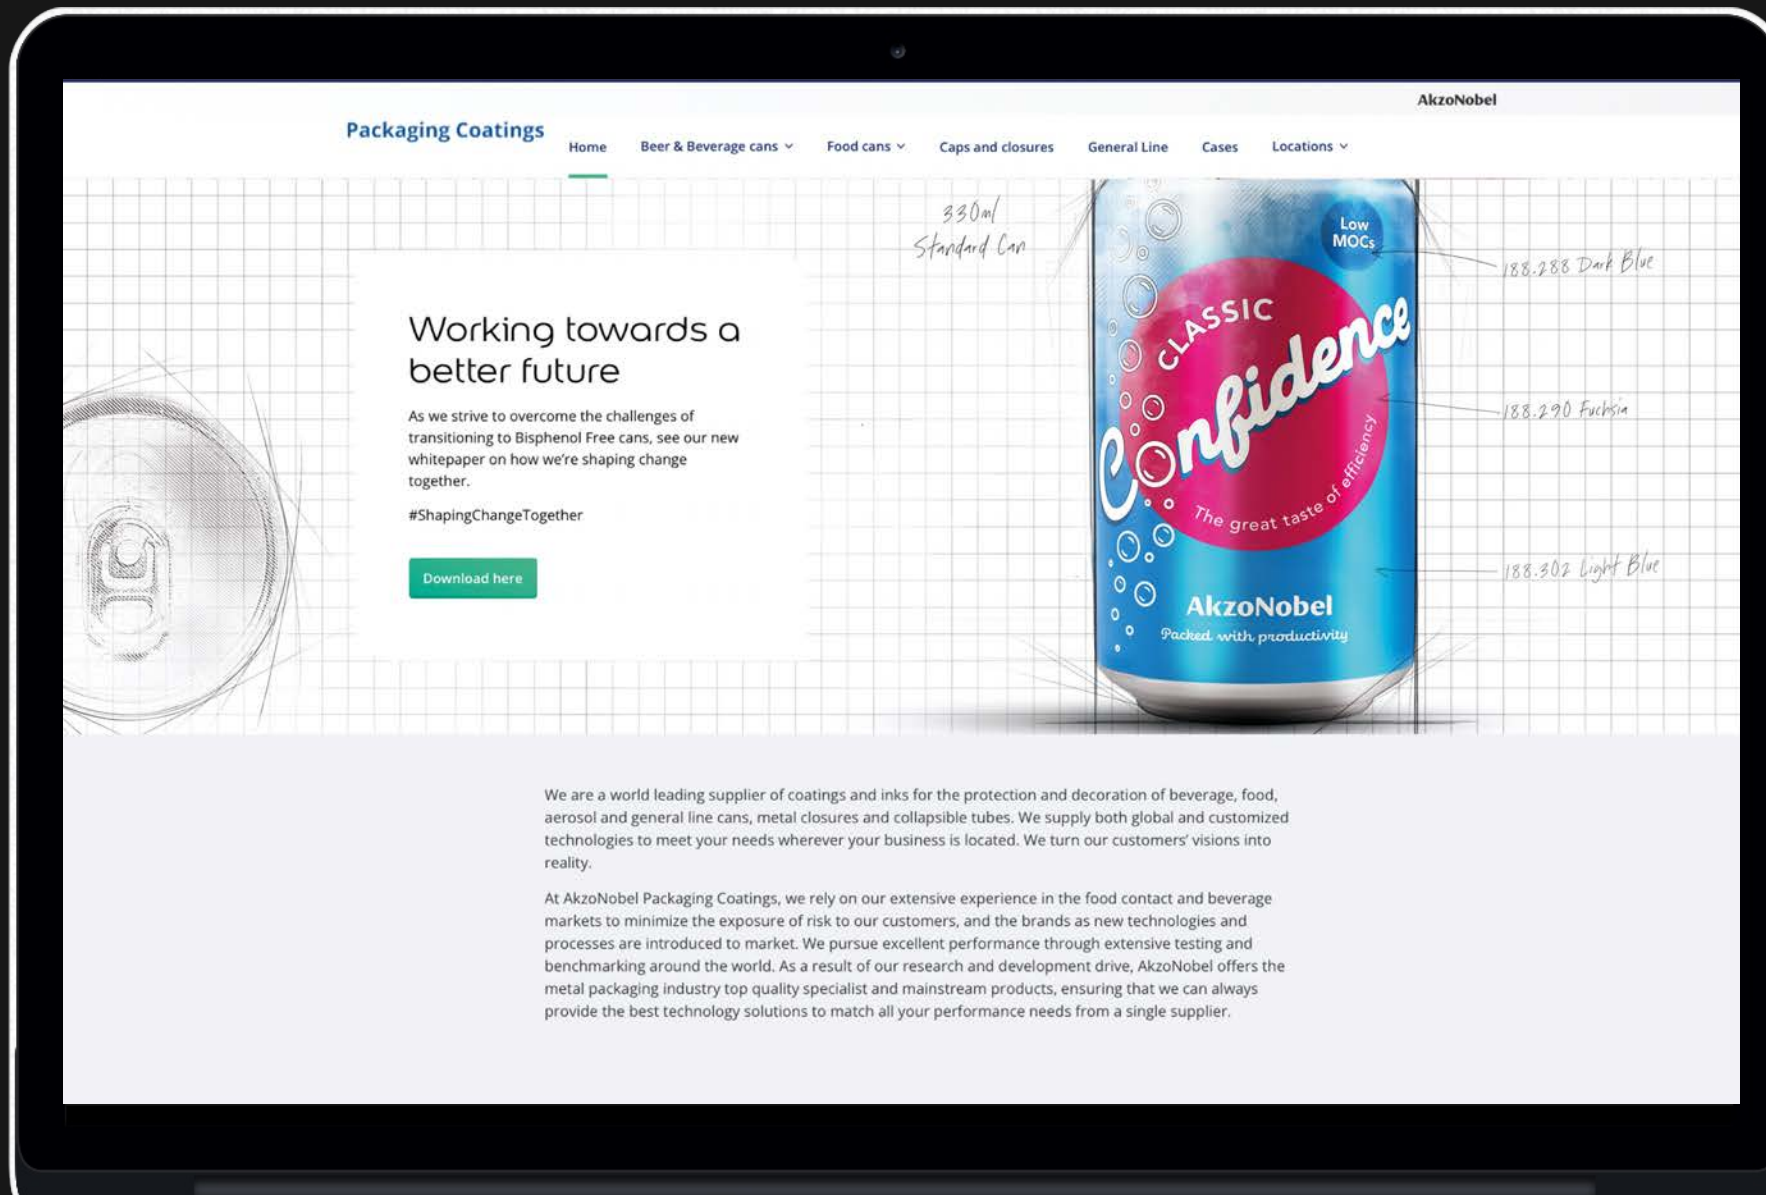 AkzoNobel
Packaging Coatings
Home Beer & Beverage cans Food cans Caps and closures General Line Cases Locations
330ml
Standard Can
Low
MOCs
188.288 Dark Blue
Working towards a
better future
As we strive to overcome the challenges of
transitioning to Bisphenol Free cans, see our new
whitepaper on how we're shaping change
together.
#ShapingChangeTogether
Download here
CLASSIC
Confidence
The great taste of efficiency
188.290 Fuchsia
188.302 Light Blue
AkzoNobel
Packed with productivity
We are a world leading supplier of coatings and inks for the protection and decoration of beverage, food,
aerosol and general line cans, metal closures and collapsible tubes. We supply both global and customized
technologies to meet your needs wherever your business is located. We turn our customers' visions into
reality.
At AkzoNobel Packaging Coatings, we rely on our extensive experience in the food contact and beverage
markets to minimize the exposure of risk to our customers, and the brands as new technologies and
processes are introduced to market. We pursue excellent performance through extensive testing and
benchmarking around the world. As a result of our research and development drive, AkzoNobel offers the
metal packaging industry top quality specialist and mainstream products, ensuring that we can always
provide the best technology solutions to match all your performance needs from a single supplier.